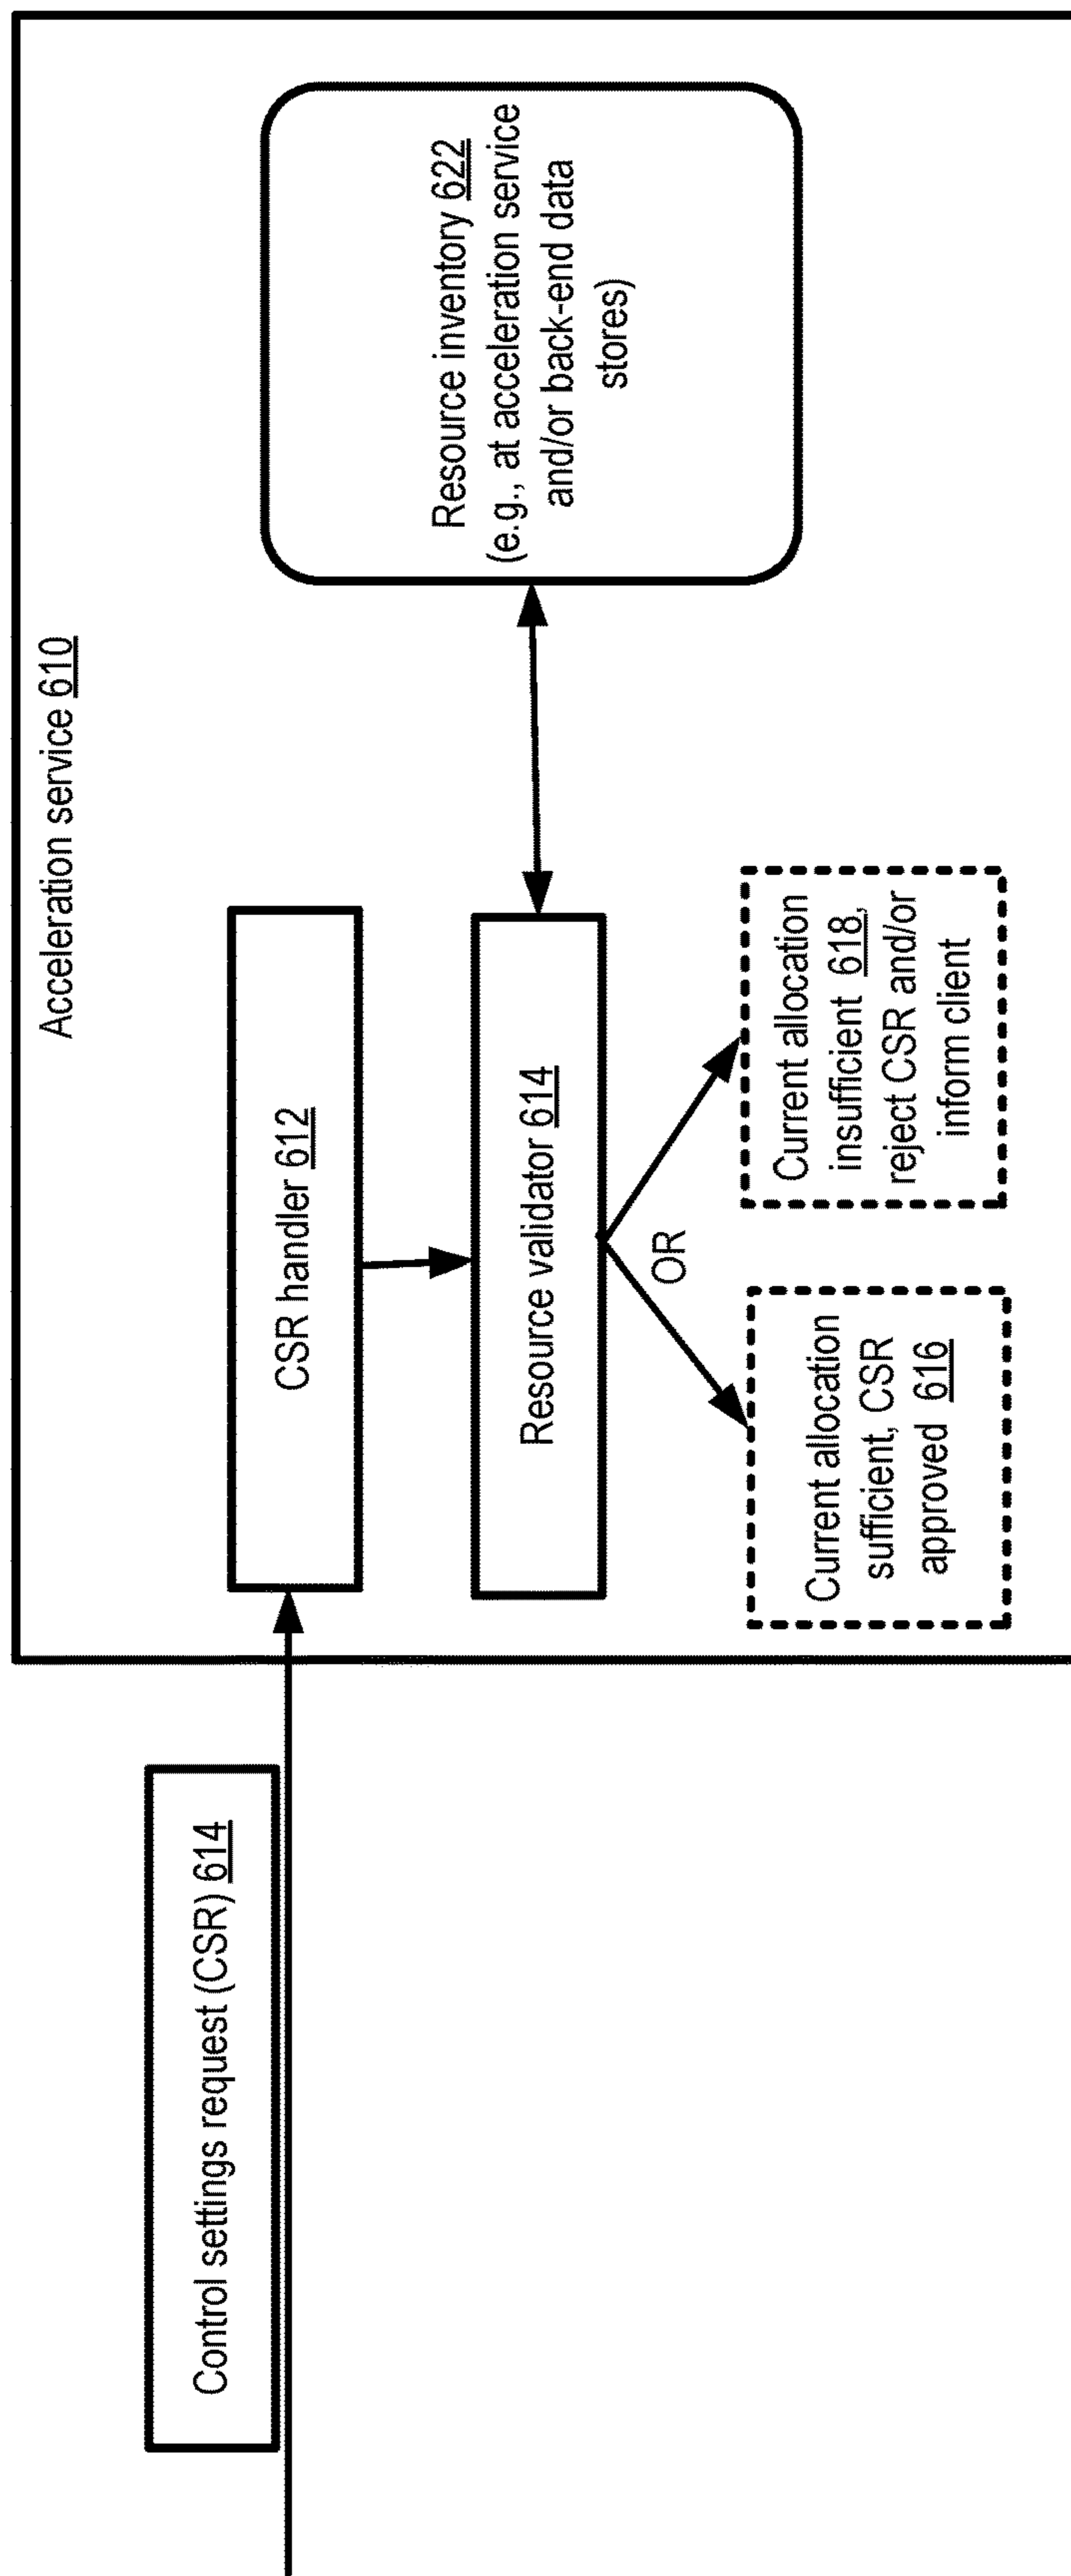 Acceleration service 610
Control settings request (CSR) 614
CSR handler 612
Resource validator 614
Resource inventory 622
(e.g., at acceleration service
and/or back-end data
stores)
OR
Current allocation
sufficient, CSR
approved 616
Current allocation
insufficient 618,
reject CSR and/or
inform client